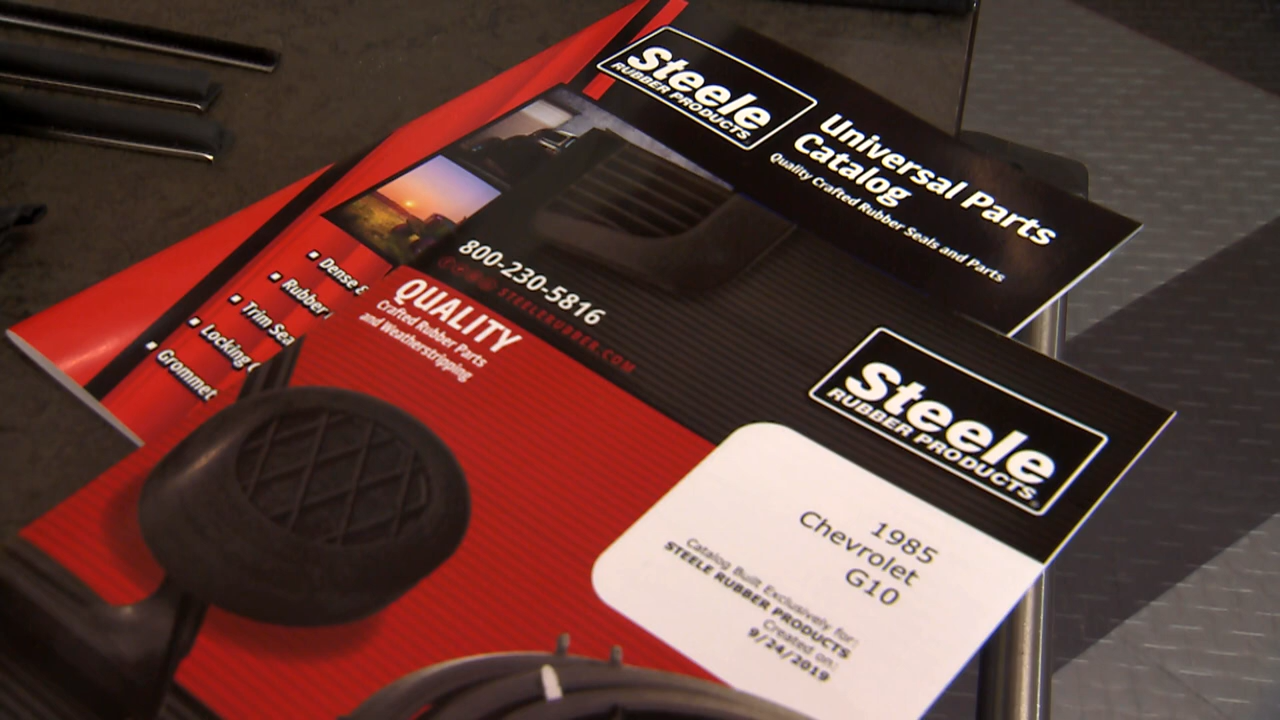 Steele
RUBBER PRODUCTS
Universal Parts
Catalog
Quality Crafted Rubber Seals and Parts
800-230-5816
STEELERUBBER.COM
Dense &
Rubber
Trim Sea
Locking
Grommet
QUALITY
Crafted Rubber Parts
and Weatherstripping
Steele
RUBBER PRODUCTS
1985
Chevrolet
G10
Catalog Built Exclusively for:
STEELE RUBBER PRODUCTS
Created on:
9/24/2019